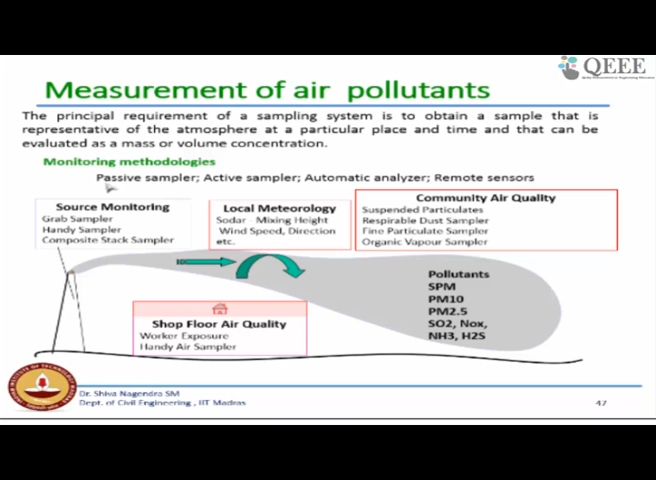 QEEE
Measurement of air pollutants
The principal requirement of a sampling system is to obtain a sample that is
representative of the atmosphere at a particular place and time and that can be
evaluated as a mass or volume concentration.
Monitoring methodologies
Passive sampler; Active sampler; Automatic analyzer; Remote sensors
Source Monitoring
Grab Sampler
Handy Sampler
Composite Stack Sampler
Local Meteorology
Sodar - Mixing Height
Wind Speed, Direction
etc.
Community Air Quality
Suspended Particulates
Respirable Dust Sampler
Fine Particulate Sampler
Organic Vapour Sampler
Pollutants
SPM
PM10
PM2.5
SO2, Nox,
NH3, H2S
Shop Floor Air Quality
Worker Exposure
Handy Air Sampler
Dr. Shiva Nagendra SM
Dept. of Civil Engineering , IIT Madras
47